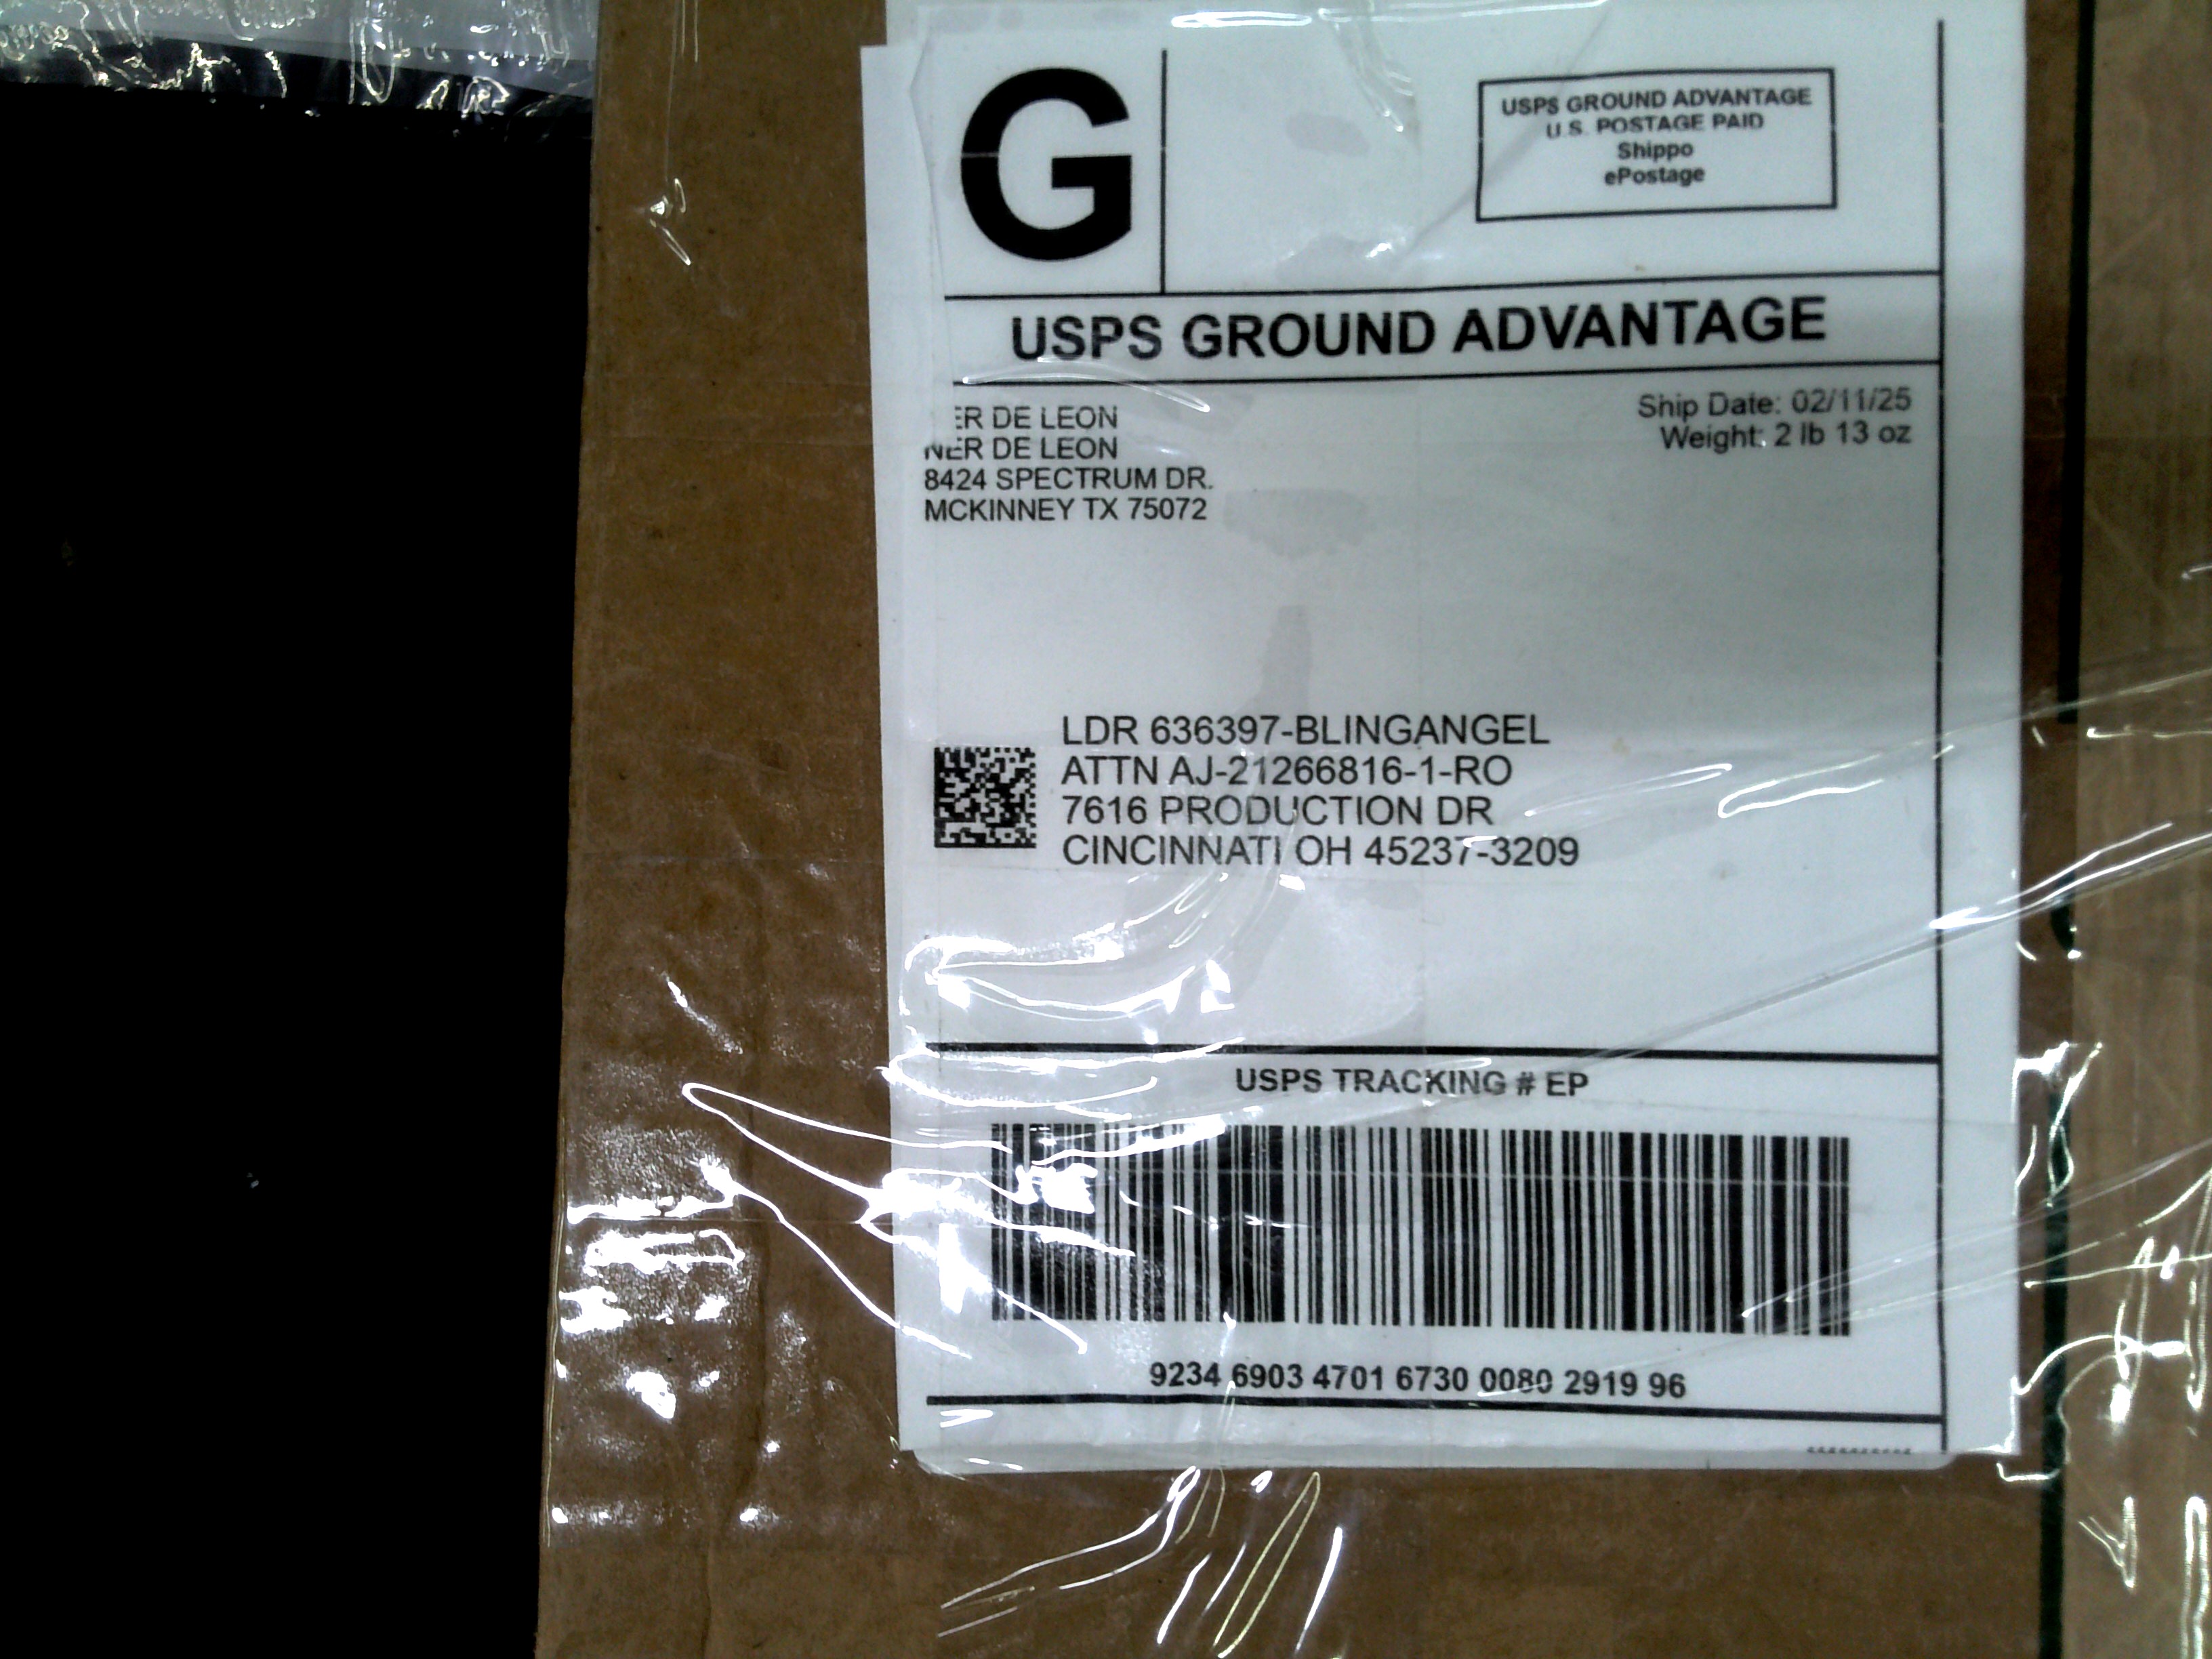 G
USPS GROUND ADVANTAGE
U.S. POSTAGE PAID
Shippo
ePostage
USPS GROUND ADVANTAGE
Ship Date: 02/11/25
Weight: 2 lb 13 oz
ER DE LEON
NER DE LEON
8424 SPECTRUM DR.
MCKINNEY TX 75072
LDR 636397-BLINGANGEL
ATTN AJ-21266816-1-RO
7616 PRODUCTION DR
CINCINNATI OH 45237-3209
USPS TRACKING # EP
9234 6903 4701 6730 0080 2919 96